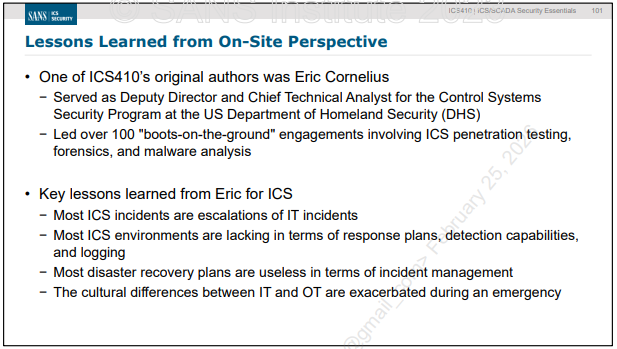 © SANS Institute 2025
SANS ICS SECURITY
ICS410 | ICS/SCADA Security Essentials 101
Lessons Learned from On-Site Perspective
• One of ICS410's original authors was Eric Cornelius
– Served as Deputy Director and Chief Technical Analyst for the Control Systems
Security Program at the US Department of Homeland Security (DHS)
– Led over 100 "boots-on-the-ground" engagements involving ICS penetration testing,
forensics, and malware analysis
• Key lessons learned from Eric for ICS
– Most ICS incidents are escalations of IT incidents
– Most ICS environments are lacking in terms of response plans, detection capabilities,
and logging
– Most disaster recovery plans are useless in terms of incident management
– The cultural differences between IT and OT are exacerbated during an emergency
February 25,